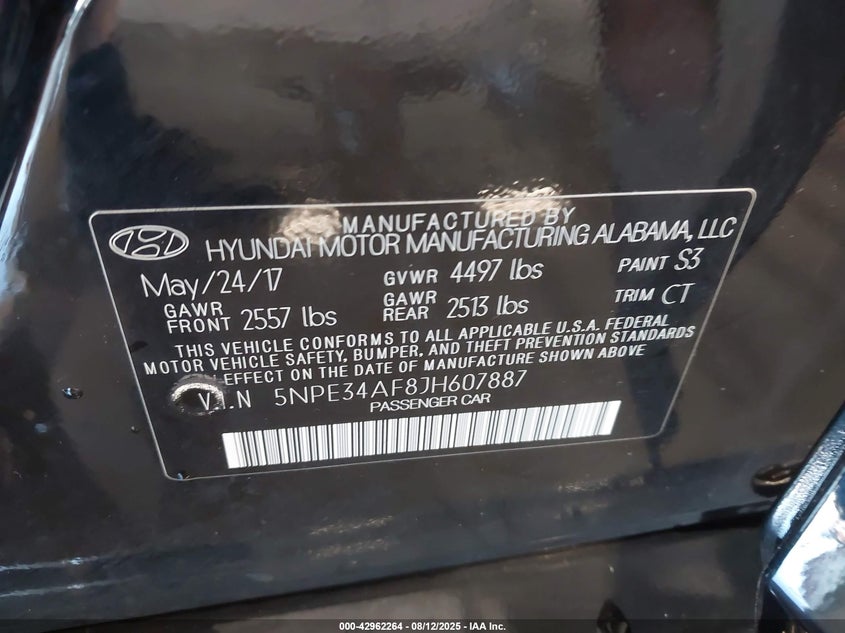 MANUFACTURED BY
HYUNDAI MOTOR MANUFACTURING ALABAMA, LLC
May/24/17 GVWR 4497 lbs PAINT S3
GAWR FRONT 2557 lbs GAWR REAR 2513 lbs TRIM CT
THIS VEHICLE CONFORMS TO ALL APPLICABLE U.S.A. FEDERAL
MOTOR VEHICLE SAFETY, BUMPER, AND THEFT PREVENTION STANDARDS
EFFECT ON THE DATE OF MANUFACTURE SHOWN ABOVE
V.I.N 5NPE34AF8JH607887
PASSENGER CAR
000-42962264 - 08/12/2025 - IAA Inc.